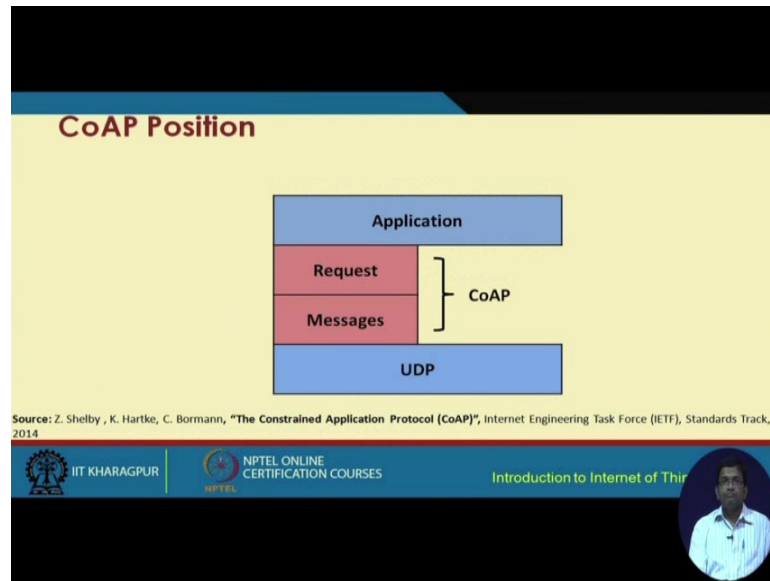 CoAP Position
Application
Request
Messages
CoAP
UDP
Source: Z. Shelby , K. Hartke, C. Bormann, “The Constrained Application Protocol (CoAP)”, Internet Engineering Task Force (IETF), Standards Track,
2014
IIT KHARAGPUR
NPTEL
NPTEL ONLINE
CERTIFICATION COURSES
Introduction to Internet of